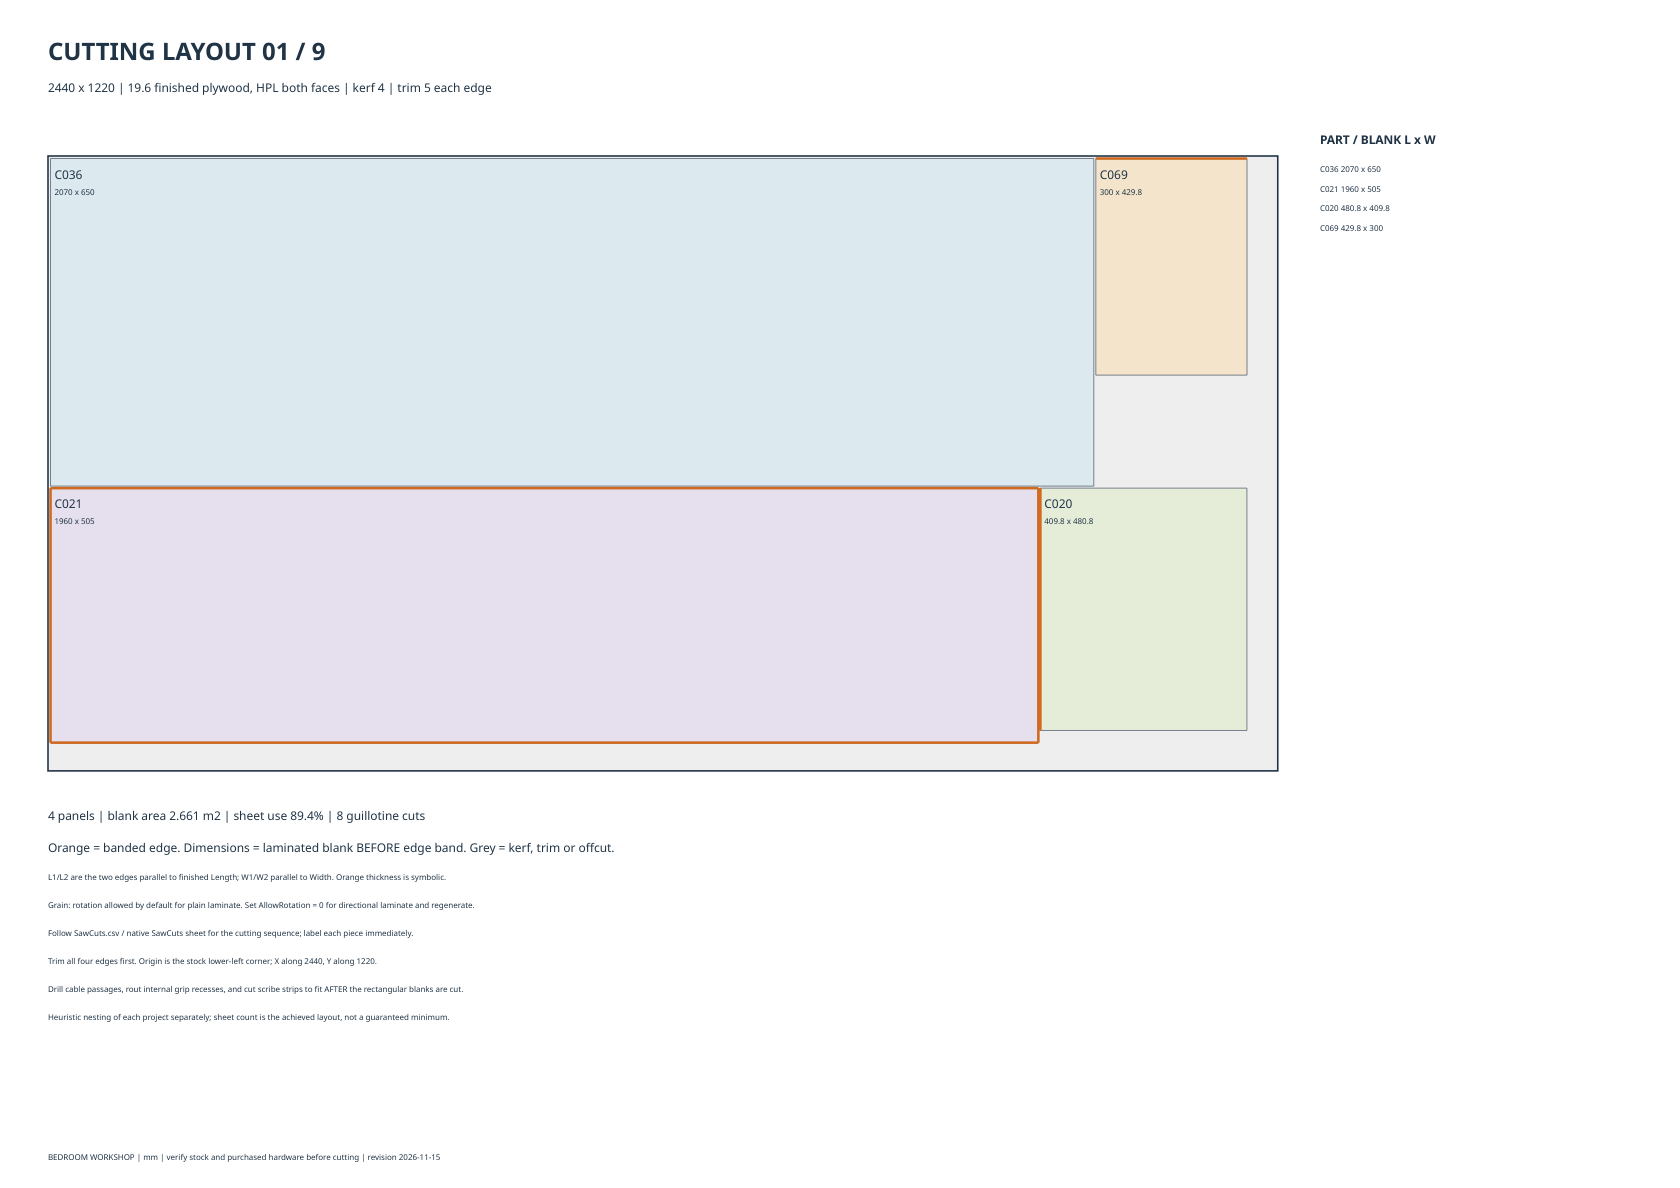 CUTTING LAYOUT 01 / 9
2440 x 1220 | 19.6 finished plywood, HPL both faces | kerf 4 | trim 5 each edge
PART / BLANK L x W
C036 2070 x 650
C021 1960 x 505
C020 480.8 x 409.8
C069 429.8 x 300
C036
2070 x 650
C069
300 x 429.8
C021
1960 x 505
C020
409.8 x 480.8
4 panels | blank area 2.661 m2 | sheet use 89.4% | 8 guillotine cuts
Orange = banded edge. Dimensions = laminated blank BEFORE edge band. Grey = kerf, trim or offcut.
L1/L2 are the two edges parallel to finished Length; W1/W2 parallel to Width. Orange thickness is symbolic.
Grain: rotation allowed by default for plain laminate. Set AllowRotation = 0 for directional laminate and regenerate.
Follow SawCuts.csv / native SawCuts sheet for the cutting sequence; label each piece immediately.
Trim all four edges first. Origin is the stock lower-left corner; X along 2440, Y along 1220.
Drill cable passages, rout internal grip recesses, and cut scribe strips to fit AFTER the rectangular blanks are cut.
Heuristic nesting of each project separately; sheet count is the achieved layout, not a guaranteed minimum.
BEDROOM WORKSHOP | mm | verify stock and purchased hardware before cutting | revision 2026-11-15